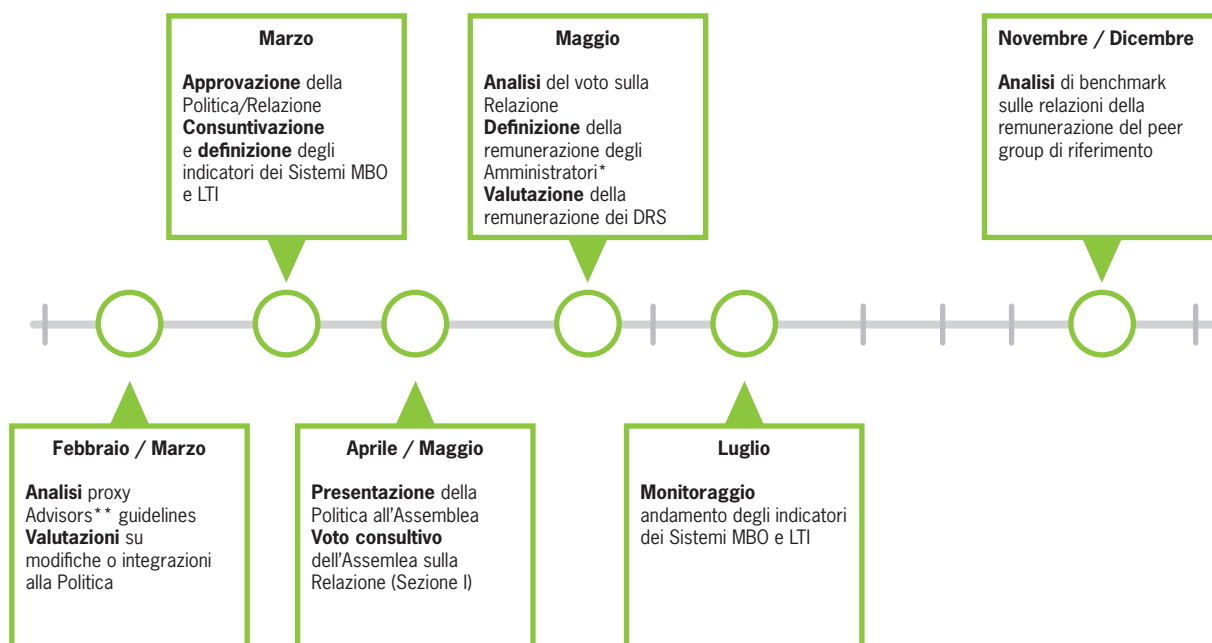 Marzo
Approvazione della
Politica/Relazione
Consuntivazione
e definizione degli
indicatori dei Sistemi MBO
e LTI
Maggio
Analisi del voto sulla
Relazione
Definizione della
remunerazione degli
Amministratori*
Valutazione della
remunerazione dei DRS
Novembre / Dicembre
Analisi di benchmark
sulle relazioni della
remunerazione del peer
group di riferimento
Febbraio / Marzo
Analisi proxy
Advisors** guidelines
Valutazioni su
modifiche o integrazioni
alla Politica
Aprile / Maggio
Presentazione della
Politica all'Assemblea
Voto consultivo
dell'Assemlea sulla
Relazione (Sezione I)
Luglio
Monitoraggio
andamento degli indicatori
dei Sistemi MBO e LTI